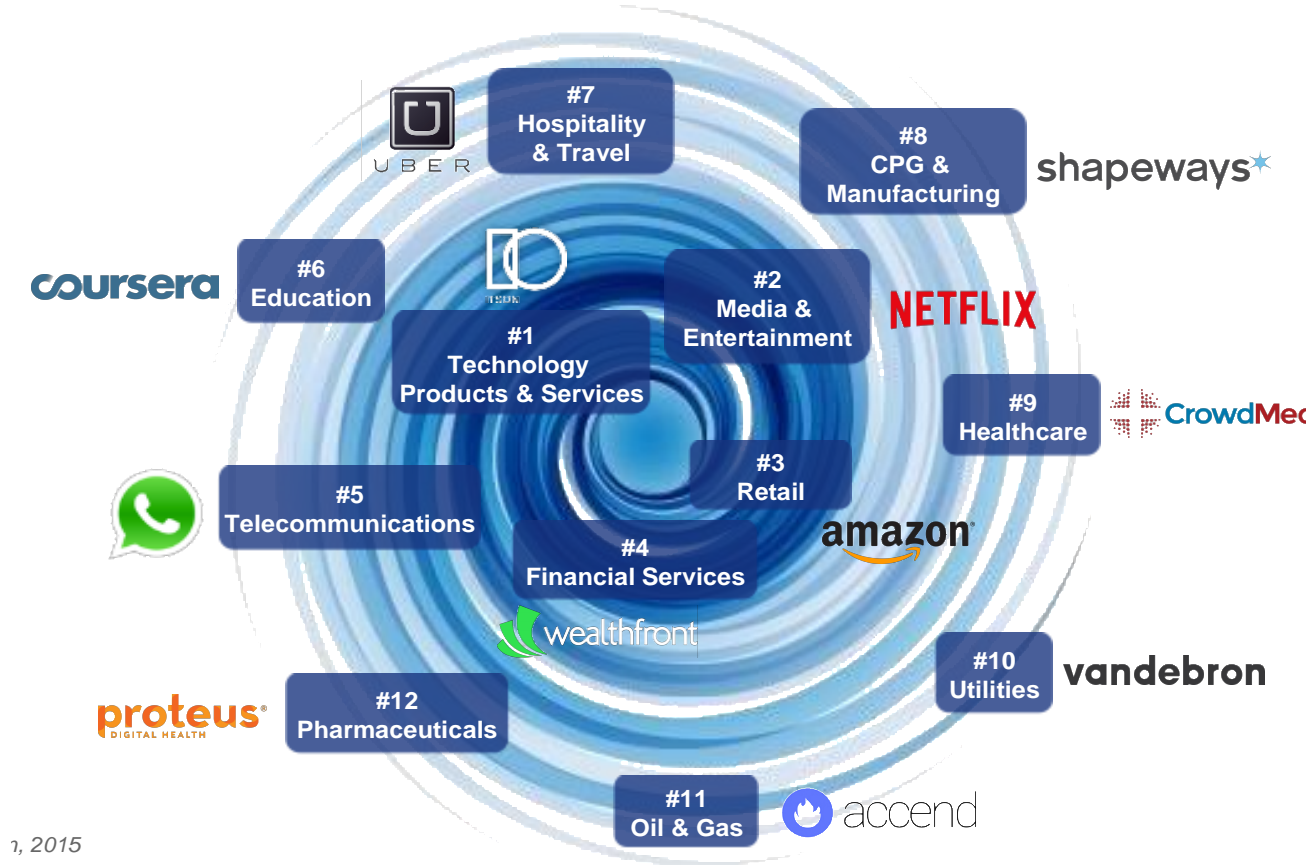 #7
Hospitality
& Travel
UBER
#8
CPG &
Manufacturing
shapeways
#6
Education
coursera
#1
Technology
Products & Services
#2
Media &
Entertainment
NETFLIX
#9
Healthcare
CrowdMed
#3
Retail
amazon
#5
Telecommunications
#4
Financial Services
wealthfront
#10
Utilities
vandebron
#12
Pharmaceuticals
proteus®
DIGITAL HEALTH
#11
Oil & Gas
accend
, 2015